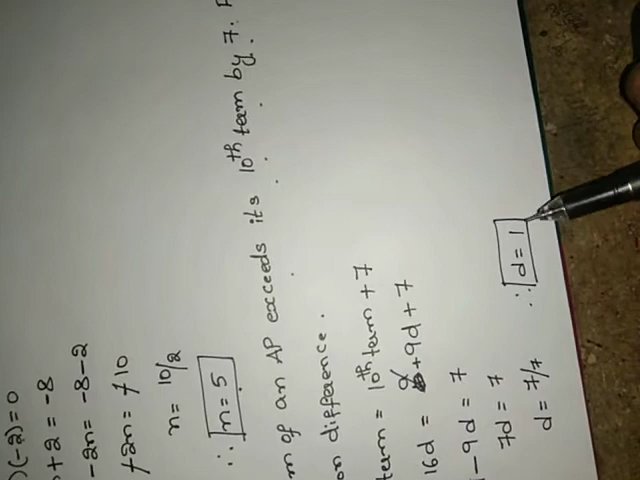 )(-2) = 0
+ 2 = -8
-2n = -8-2
-2n = -10
n = 10/2
∴ n = 5
of an AP exceeds its 10th term by 7.
difference.
term = 10th term + 7
16d = a + 9d + 7
- 9d = 7
7d = 7
d = 7/7 ∴ d = 1